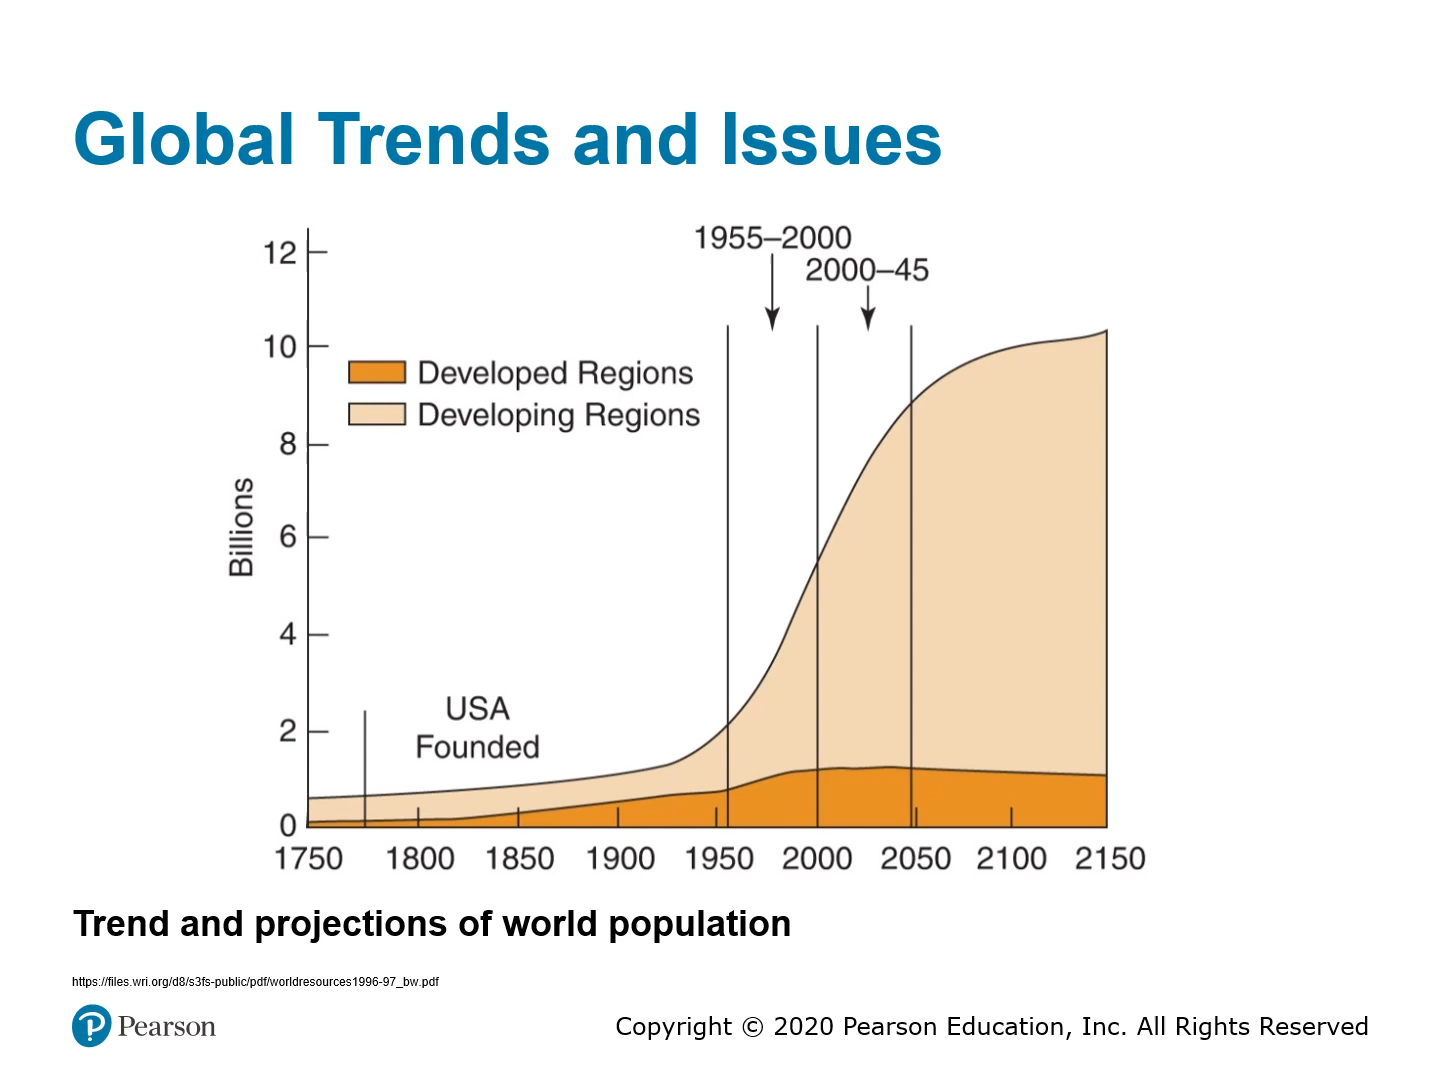 Global Trends and Issues
1955–2000
2000–45
12
10
8
6
4
2
0
Billions
Developed Regions
Developing Regions
USA
Founded
1750 1800 1850 1900 1950 2000 2050 2100 2150
Trend and projections of world population
https://files.wri.org/d8/s3fs-public/pdf/worldresources1996-97_bw.pdf
P Pearson
Copyright © 2020 Pearson Education, Inc. All Rights Reserved